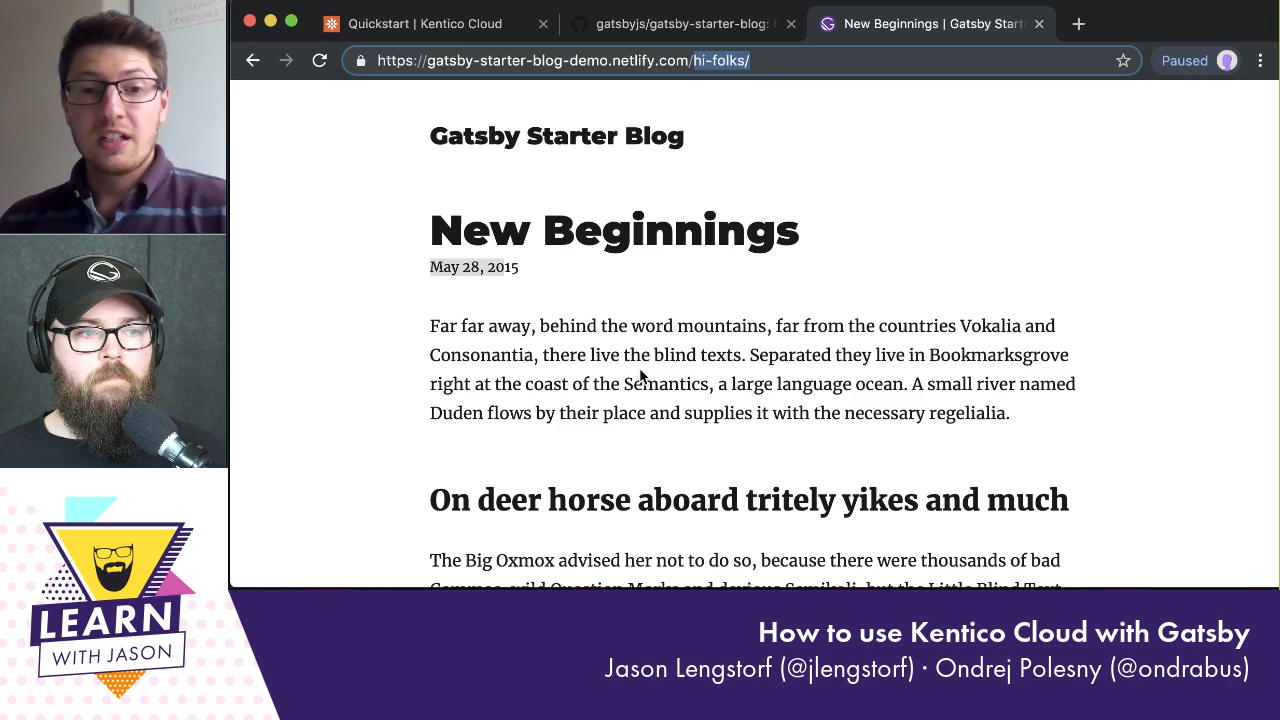 Quickstart | Kentico Cloud
gatsbyjs/gatsby-starter-blog:
New Beginnings | Gatsby Start
https://gatsby-starter-blog-demo.netlify.com/hi-folks/
Paused
Gatsby Starter Blog
New Beginnings
May 28, 2015
Far far away, behind the word mountains, far from the countries Vokalia and
Consonantia, there live the blind texts. Separated they live in Bookmarksgrove
right at the coast of the Semantics, a large language ocean. A small river named
Duden flows by their place and supplies it with the necessary regelialia.
On deer horse aboard tritely yikes and much
The Big Oxmox advised her not to do so, because there were thousands of bad
LEARN
WITH JASON
How to use Kentico Cloud with Gatsby
Jason Lengstorf (@jlengstorf) · Ondrej Polesny (@ondrabus)